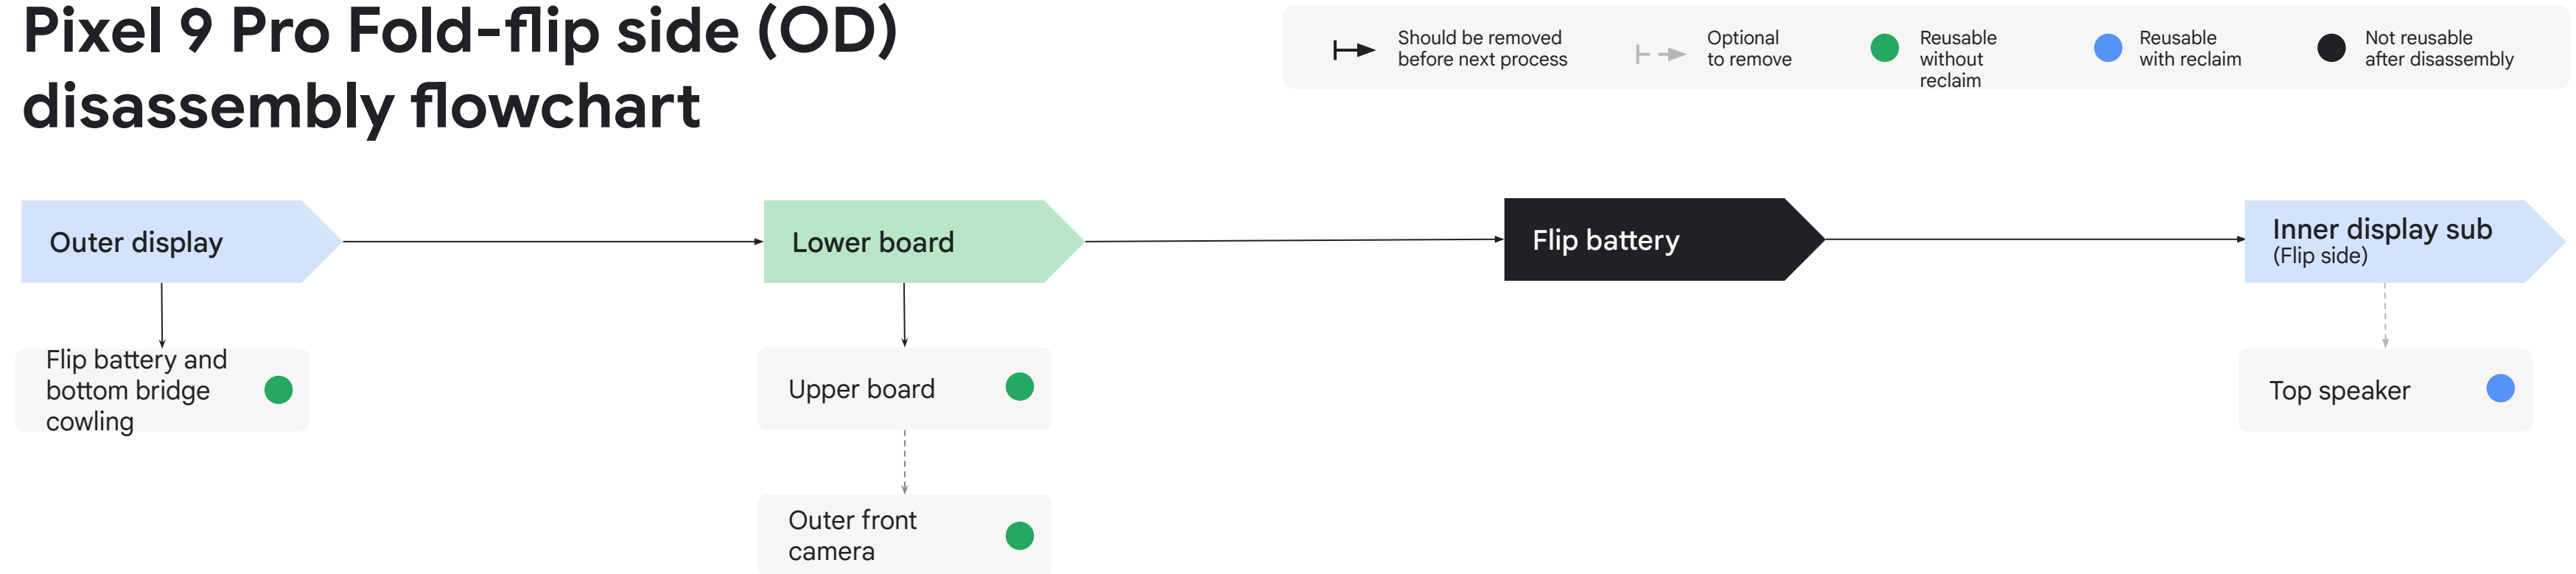 Pixel 9 Pro Fold-flip side (OD)
disassembly flowchart
Should be removed
before next process
Optional
to remove
Reusable
without
reclaim
Reusable
with reclaim
Not reusable
after disassembly
Outer display
Lower board
Flip battery
Inner display sub
(Flip side)
Flip battery and
bottom bridge
cowling
Upper board
Top speaker
Outer front
camera